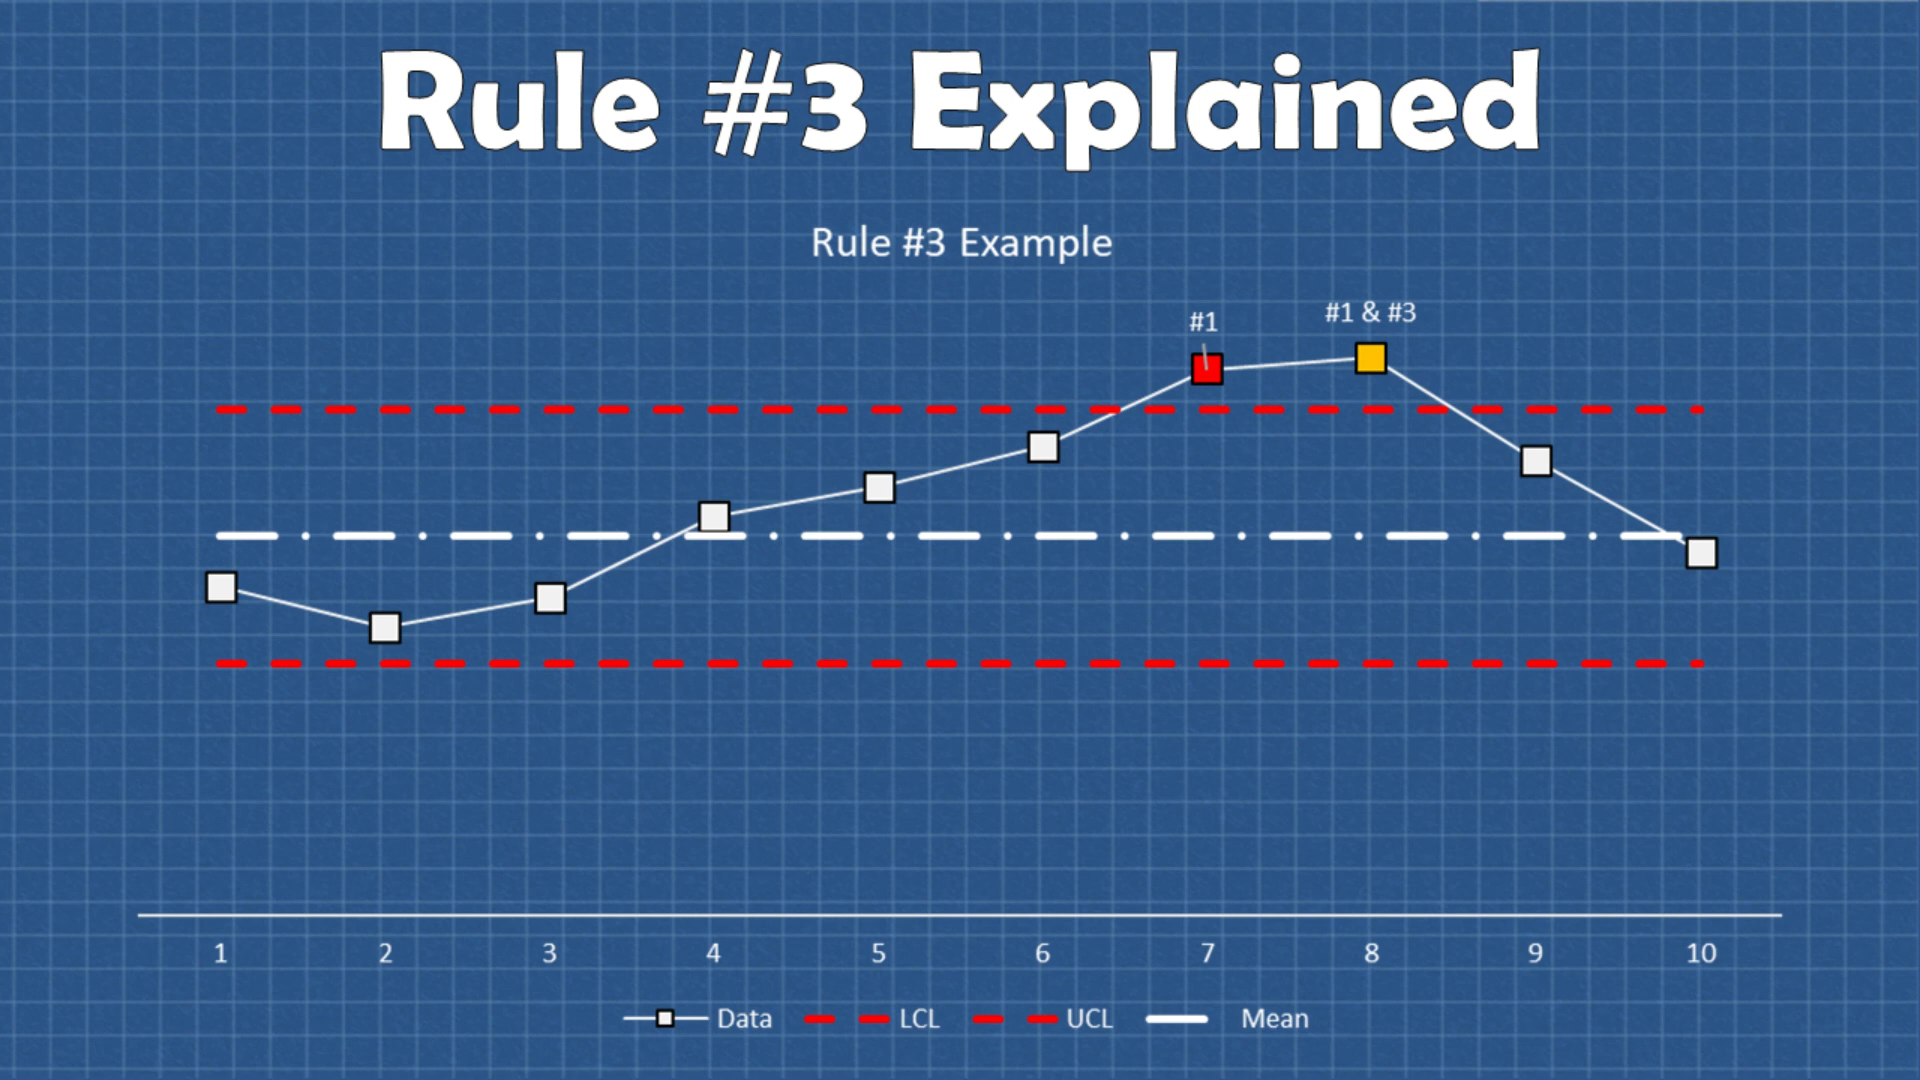 Rule #3 Explained
Rule #3 Example
#1 & #3
#1
1 2 3 4 5 6 7 8 9 10
Data LCL UCL Mean